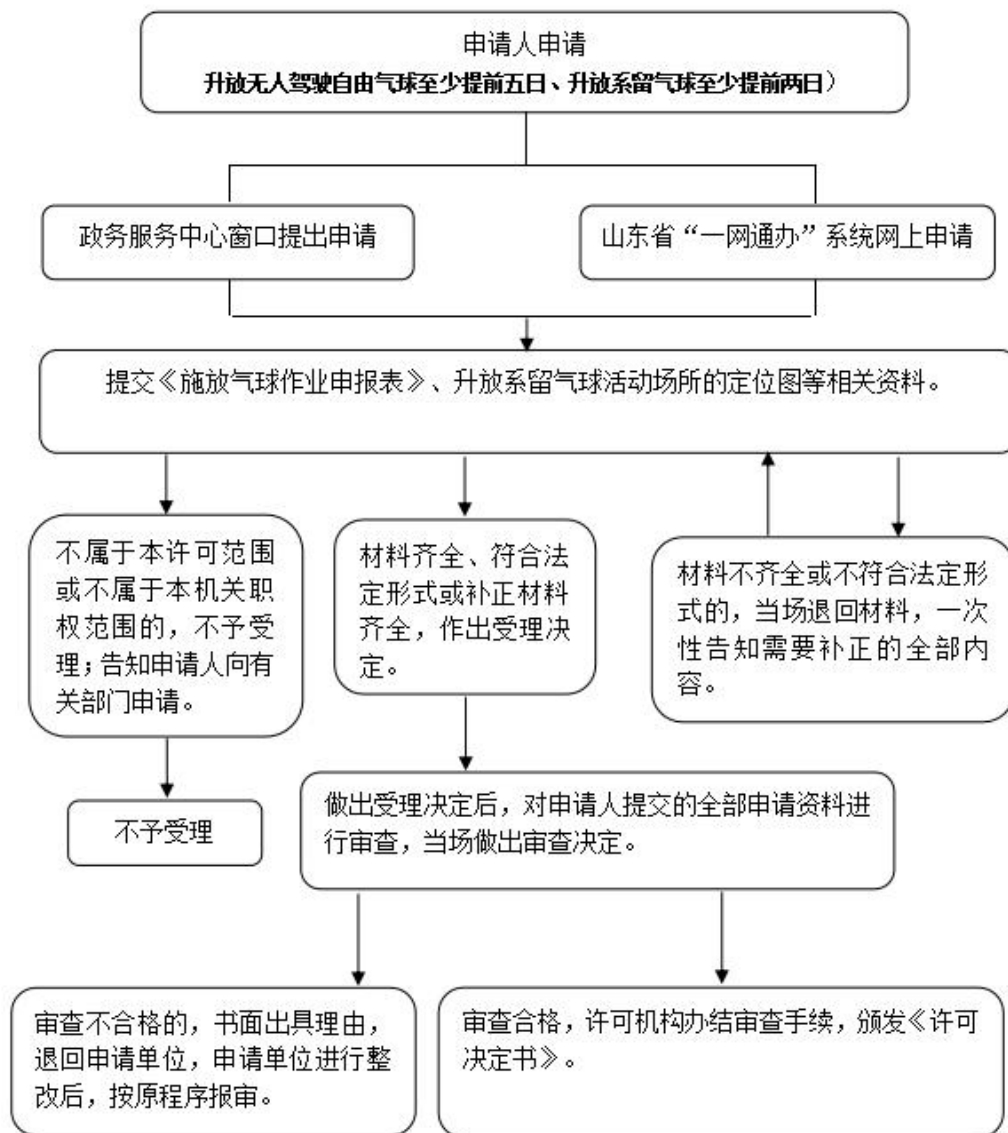 申请人申请
升放无人驾驶自由气球至少提前五日、升放系留气球至少提前两日）
政务服务中心窗口提出申请
山东省“一网通办”系统网上申请
提交《施放气球作业申报表》、升放系留气球活动场所的定位图等相关资料。
不属于本许可范围
或不属于本机关职
权范围的，不予受
理；告知申请人向有
关部门申请。
材料齐全、符合法
定形式或补正材料
齐全，作出受理决
定。
材料不齐全或不符合法定形
式的，当场退回材料，一次
性告知需要补正的全部内
容。
不予受理
做出受理决定后，对申请人提交的全部申请资料进
行审查，当场做出审查决定。
审查不合格的，书面出具理由，
退回申请单位，申请单位进行整
改后，按原程序报审。
审查合格，许可机构办结审查手续，颁发《许可
决定书》。